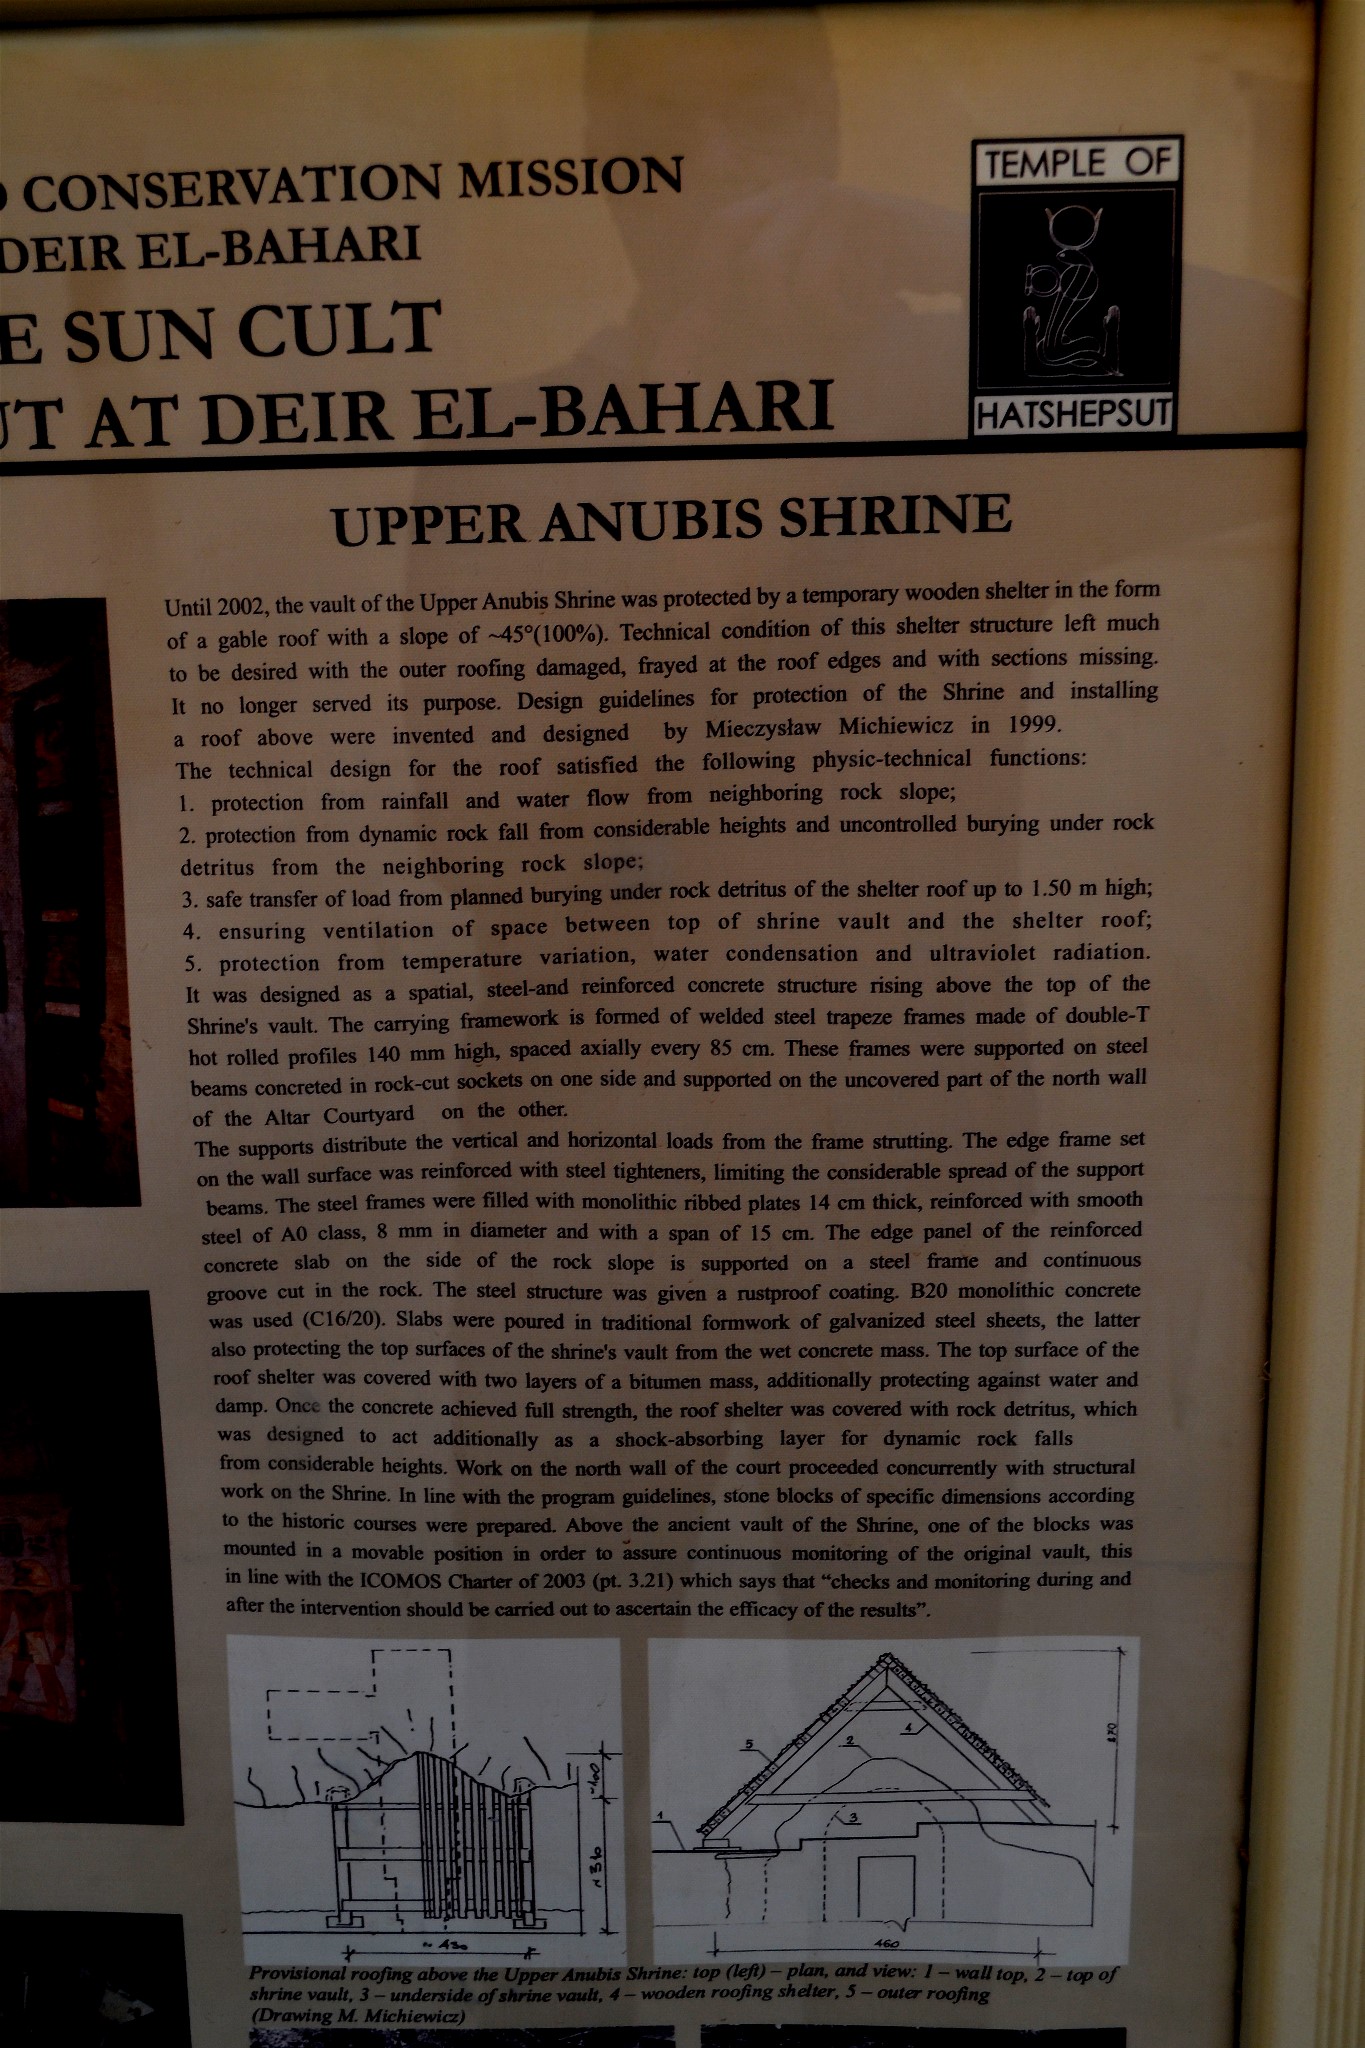 CONSERVATION MISSION
DEIR EL-BAHARI
E SUN CULT
UT AT DEIR EL-BAHARI
TEMPLE OF
HATSHEPSUT
UPPER ANUBIS SHRINE
Until 2002, the vault of the Upper Anubis Shrine was protected by a temporary wooden shelter in the form
of a gable roof with a slope of ~45°(100%). Technical condition of this shelter structure left much
to be desired with the outer roofing damaged, frayed at the roof edges and with sections missing.
It no longer served its purpose. Design guidelines for protection of the Shrine and installing
a roof above were invented and designed by Mieczysław Michiewicz in 1999.
The technical design for the roof satisfied the following physic-technical functions:
1. protection from rainfall and water flow from neighboring rock slope;
2. protection from dynamic rock fall from considerable heights and uncontrolled burying under rock
detritus from the neighboring rock slope;
3. safe transfer of load from planned burying under rock detritus of the shelter roof up to 1.50 m high;
4. ensuring ventilation of space between top of shrine vault and the shelter roof;
5. protection from temperature variation, water condensation and ultraviolet radiation.
It was designed as a spatial, steel-and reinforced concrete structure rising above the top of the
Shrine's vault. The carrying framework is formed of welded steel trapeze frames made of double-T
hot rolled profiles 140 mm high, spaced axially every 85 cm. These frames were supported on steel
beams concreted in rock-cut sockets on one side and supported on the uncovered part of the north wall
of the Altar Courtyard on the other.
The supports distribute the vertical and horizontal loads from the frame strutting. The edge frame set
on the wall surface was reinforced with steel tighteners, limiting the considerable spread of the support
beams. The steel frames were filled with monolithic ribbed plates 14 cm thick, reinforced with smooth
steel of A0 class, 8 mm in diameter and with a span of 15 cm. The edge panel of the reinforced
concrete slab on the side of the rock slope is supported on a steel frame and continuous
groove cut in the rock. The steel structure was given a rustproof coating. B20 monolithic concrete
was used (C16/20). Slabs were poured in traditional formwork of galvanized steel sheets, the latter
also protecting the top surfaces of the shrine's vault from the wet concrete mass. The top surface of the
roof shelter was covered with two layers of a bitumen mass, additionally protecting against water and
damp. Once the concrete achieved full strength, the roof shelter was covered with rock detritus, which
was designed to act additionally as a shock-absorbing layer for dynamic rock falls
from considerable heights. Work on the north wall of the court proceeded concurrently with structural
work on the Shrine. In line with the program guidelines, stone blocks of specific dimensions according
to the historic courses were prepared. Above the ancient vault of the Shrine, one of the blocks was
mounted in a movable position in order to assure continuous monitoring of the original vault, this
in line with the ICOMOS Charter of 2003 (pt. 3.21) which says that “checks and monitoring during and
after the intervention should be carried out to ascertain the efficacy of the results”.
~100
~310
~430
5
2
4
1
3
460
Provisional roofing above the Upper Anubis Shrine: top (left) – plan, and view: 1 – wall top, 2 – top of
shrine vault, 3 – underside of shrine vault, 4 – wooden roofing shelter, 5 – outer roofing
(Drawing M. Michiewicz)